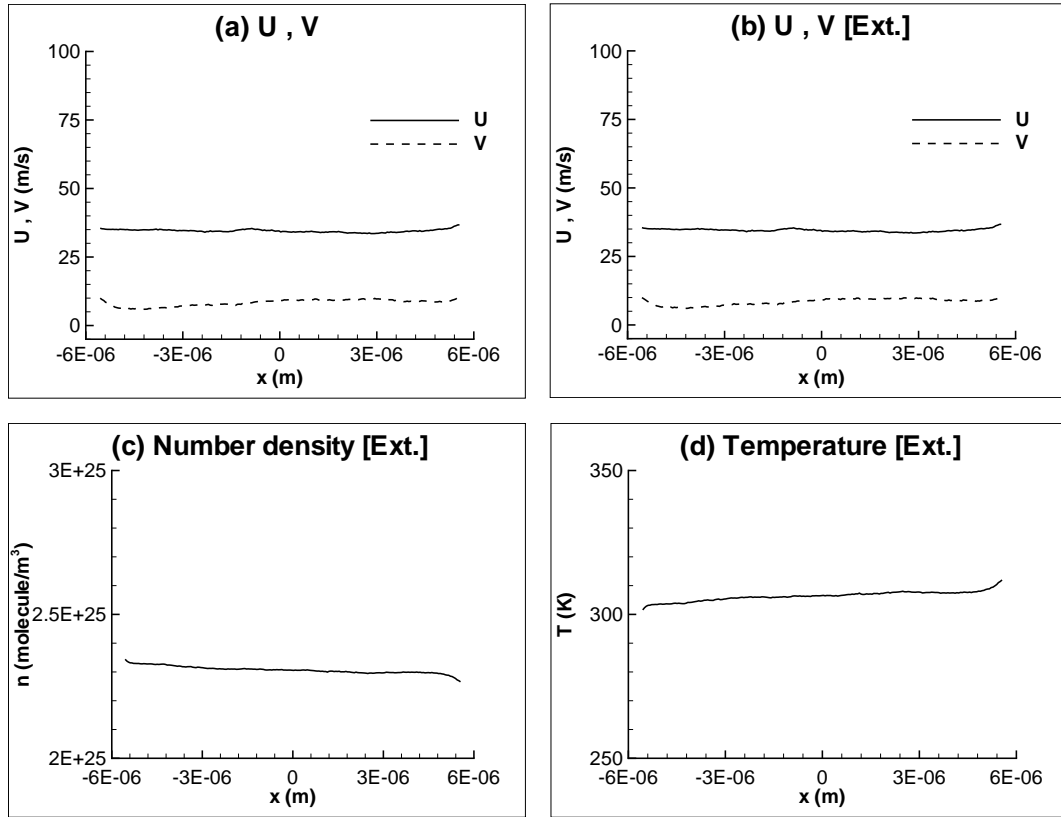 (a) U , V
100
75
50
25
0
U , V (m/s)
U
V
-6E-06 -3E-06 0 3E-06 6E-06
x (m)
(b) U , V [Ext.]
100
75
50
25
0
U , V (m/s)
U
V
-6E-06 -3E-06 0 3E-06 6E-06
x (m)
(c) Number density [Ext.]
3E+25
2.5E+25
2E+25
n (molecule/m³)
-6E-06 -3E-06 0 3E-06 6E-06
x (m)
(d) Temperature [Ext.]
350
300
250
T (K)
-6E-06 -3E-06 0 3E-06 6E-06
x (m)